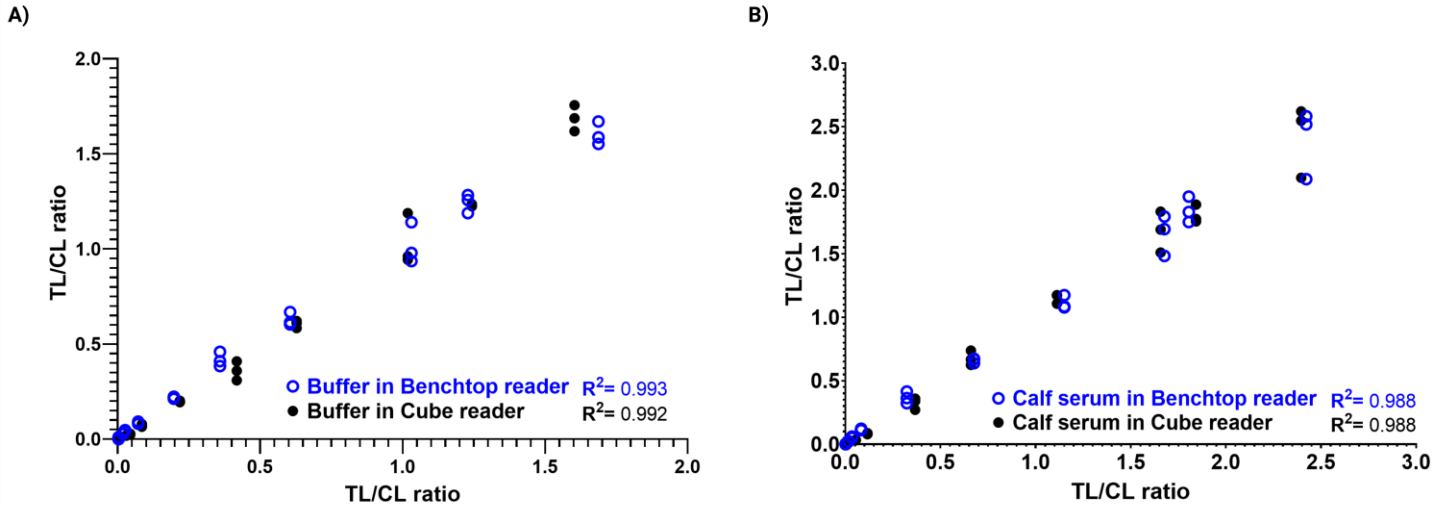 A)
TL/CL ratio
2.0
1.5
1.0
0.5
0.0
0.0 0.5 1.0 1.5 2.0
TL/CL ratio
Buffer in Benchtop reader R²= 0.993
Buffer in Cube reader R²= 0.992
B)
TL/CL ratio
3.0
2.5
2.0
1.5
1.0
0.5
0.0
0.0 0.5 1.0 1.5 2.0 2.5 3.0
TL/CL ratio
Calf serum in Benchtop reader R²= 0.988
Calf serum in Cube reader R²= 0.988